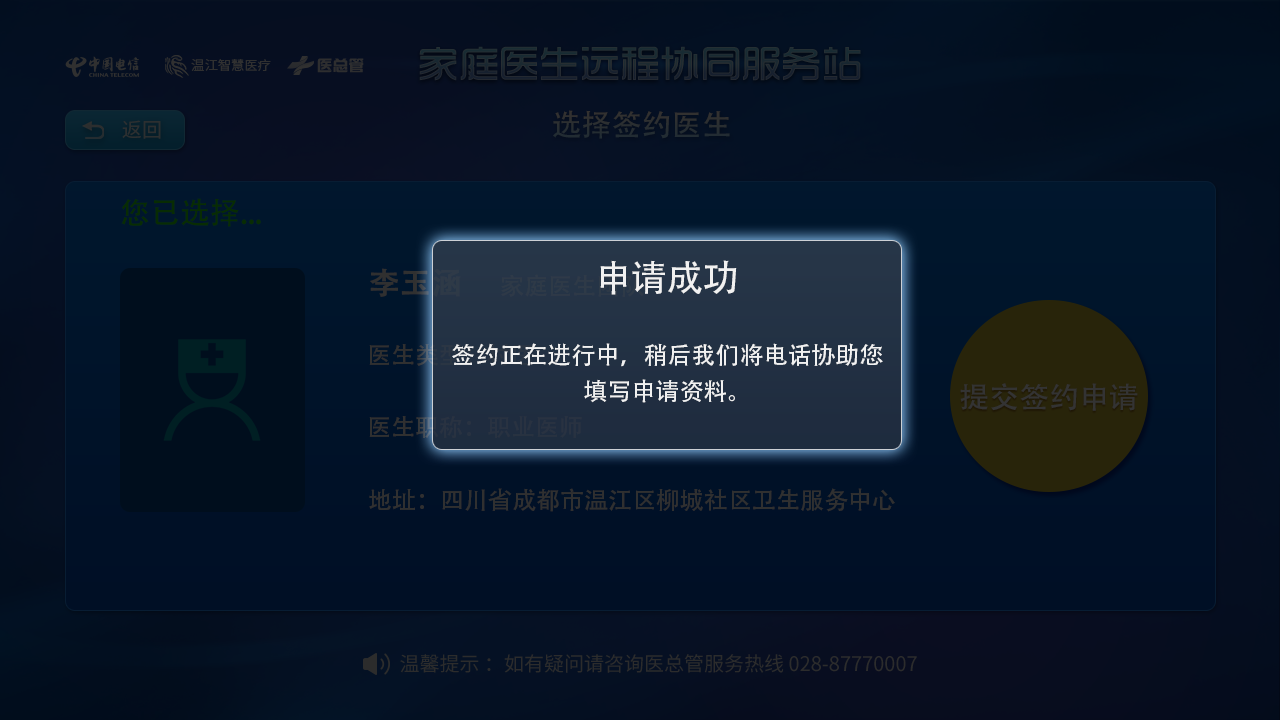 中国电信
CHINA TELECOM
温江智慧医疗
医总管
家庭医生远程协同服务站
返回
选择签约医生
您已选择...
李玉涵 家庭医生
申请成功
医生类
签约正在进行中，稍后我们将电话协助您
填写申请资料。
医生职称：职业医师
提交签约申请
地址：四川省成都市温江区柳城社区卫生服务中心
温馨提示 ：如有疑问请咨询医总管服务热线 028-87770007